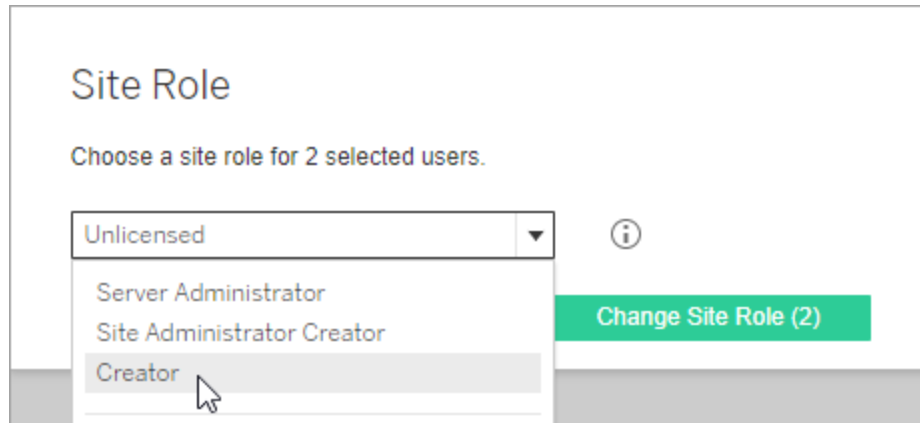 Site Role
Choose a site role for 2 selected users.
Unlicensed
Server Administrator
Site Administrator Creator
Change Site Role (2)
Creator